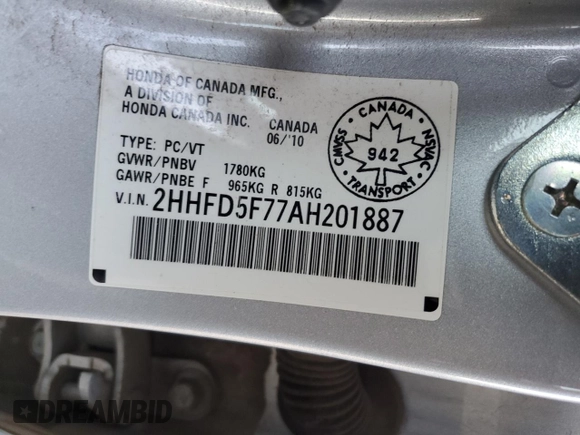 HONDA OF CANADA MFG.,
A DIVISION OF
HONDA CANADA INC. CANADA
06/'10
TYPE: PC/VT
GVWR/PNBV 1780KG
GAWR/PNBE F 965KG R 815KG
V.I.N. 2HHFD5F77AH201887
CANADA
CMVSS
942
NSVAC
TRANSPORT
DREAMBID